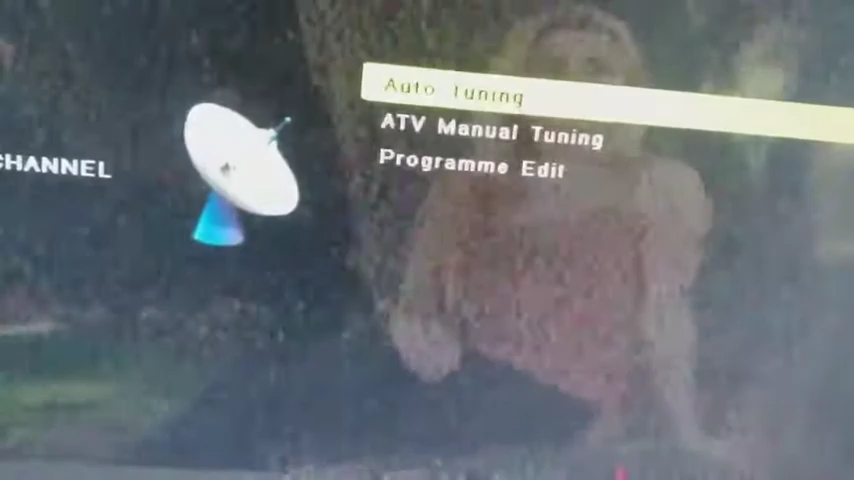 CHANNEL
Auto Tuning
ATV Manual Tuning
Programme Edit